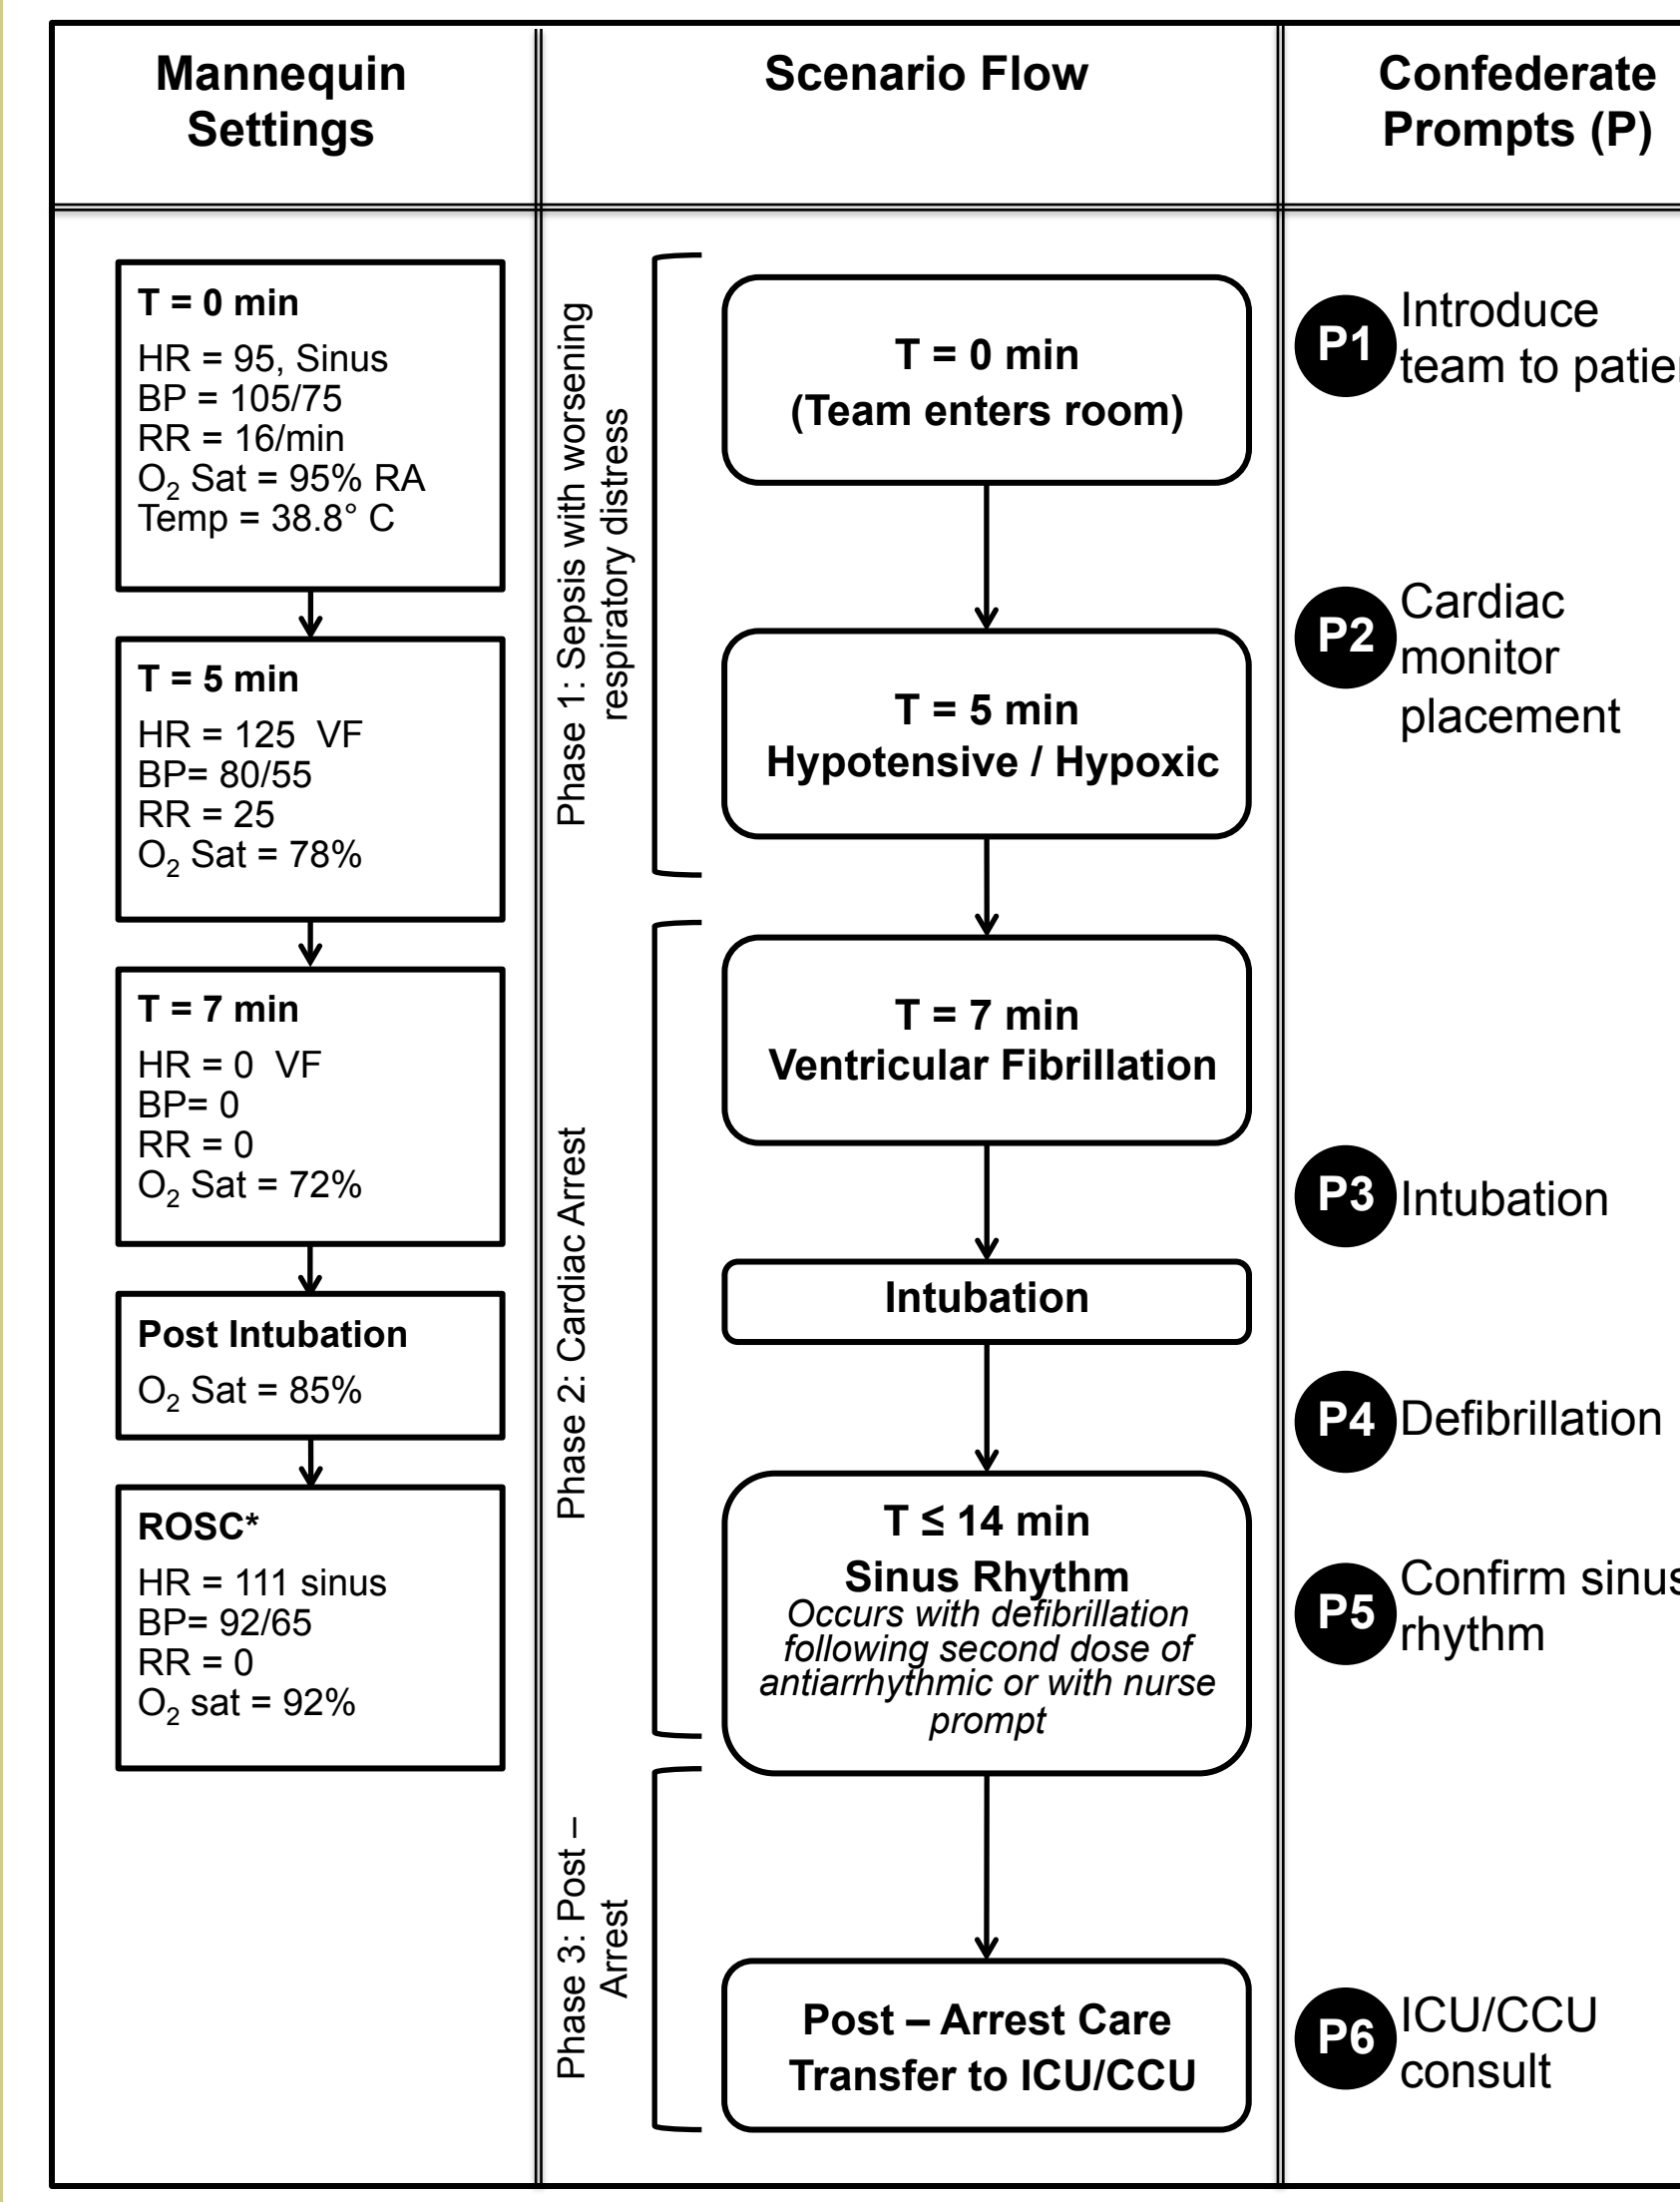 Mannequin
Settings
Scenario Flow
Confederate
Prompts (P)
T = 0 min
HR = 95, Sinus
BP = 105/75
RR = 16/min
O₂ Sat = 95% RA
Temp = 38.8° C
T = 5 min
HR = 125  VF
BP= 80/55
RR = 25
O₂ Sat = 78%
T = 7 min
HR = 0  VF
BP= 0
RR = 0
O₂ Sat = 72%
Post Intubation
O₂ Sat = 85%
ROSC*
HR = 111 sinus
BP= 92/65
RR = 0
O₂ sat = 92%
Phase 1: Sepsis with worsening
respiratory distress
Phase 2: Cardiac Arrest
Phase 3: Post –
Arrest
T = 0 min
(Team enters room)
T = 5 min
Hypotensive / Hypoxic
T = 7 min
Ventricular Fibrillation
Intubation
T ≤ 14 min
Sinus Rhythm
Occurs with defibrillation
following second dose of
antiarrhythmic or with nurse
prompt
Post – Arrest Care
Transfer to ICU/CCU
P1 Introduce
team to
P2 Cardiac
monitor
placement
P3 Intubation
P4 Defibrillation
P5 Confirm sinus
rhythm
P6 ICU/CCU
consult